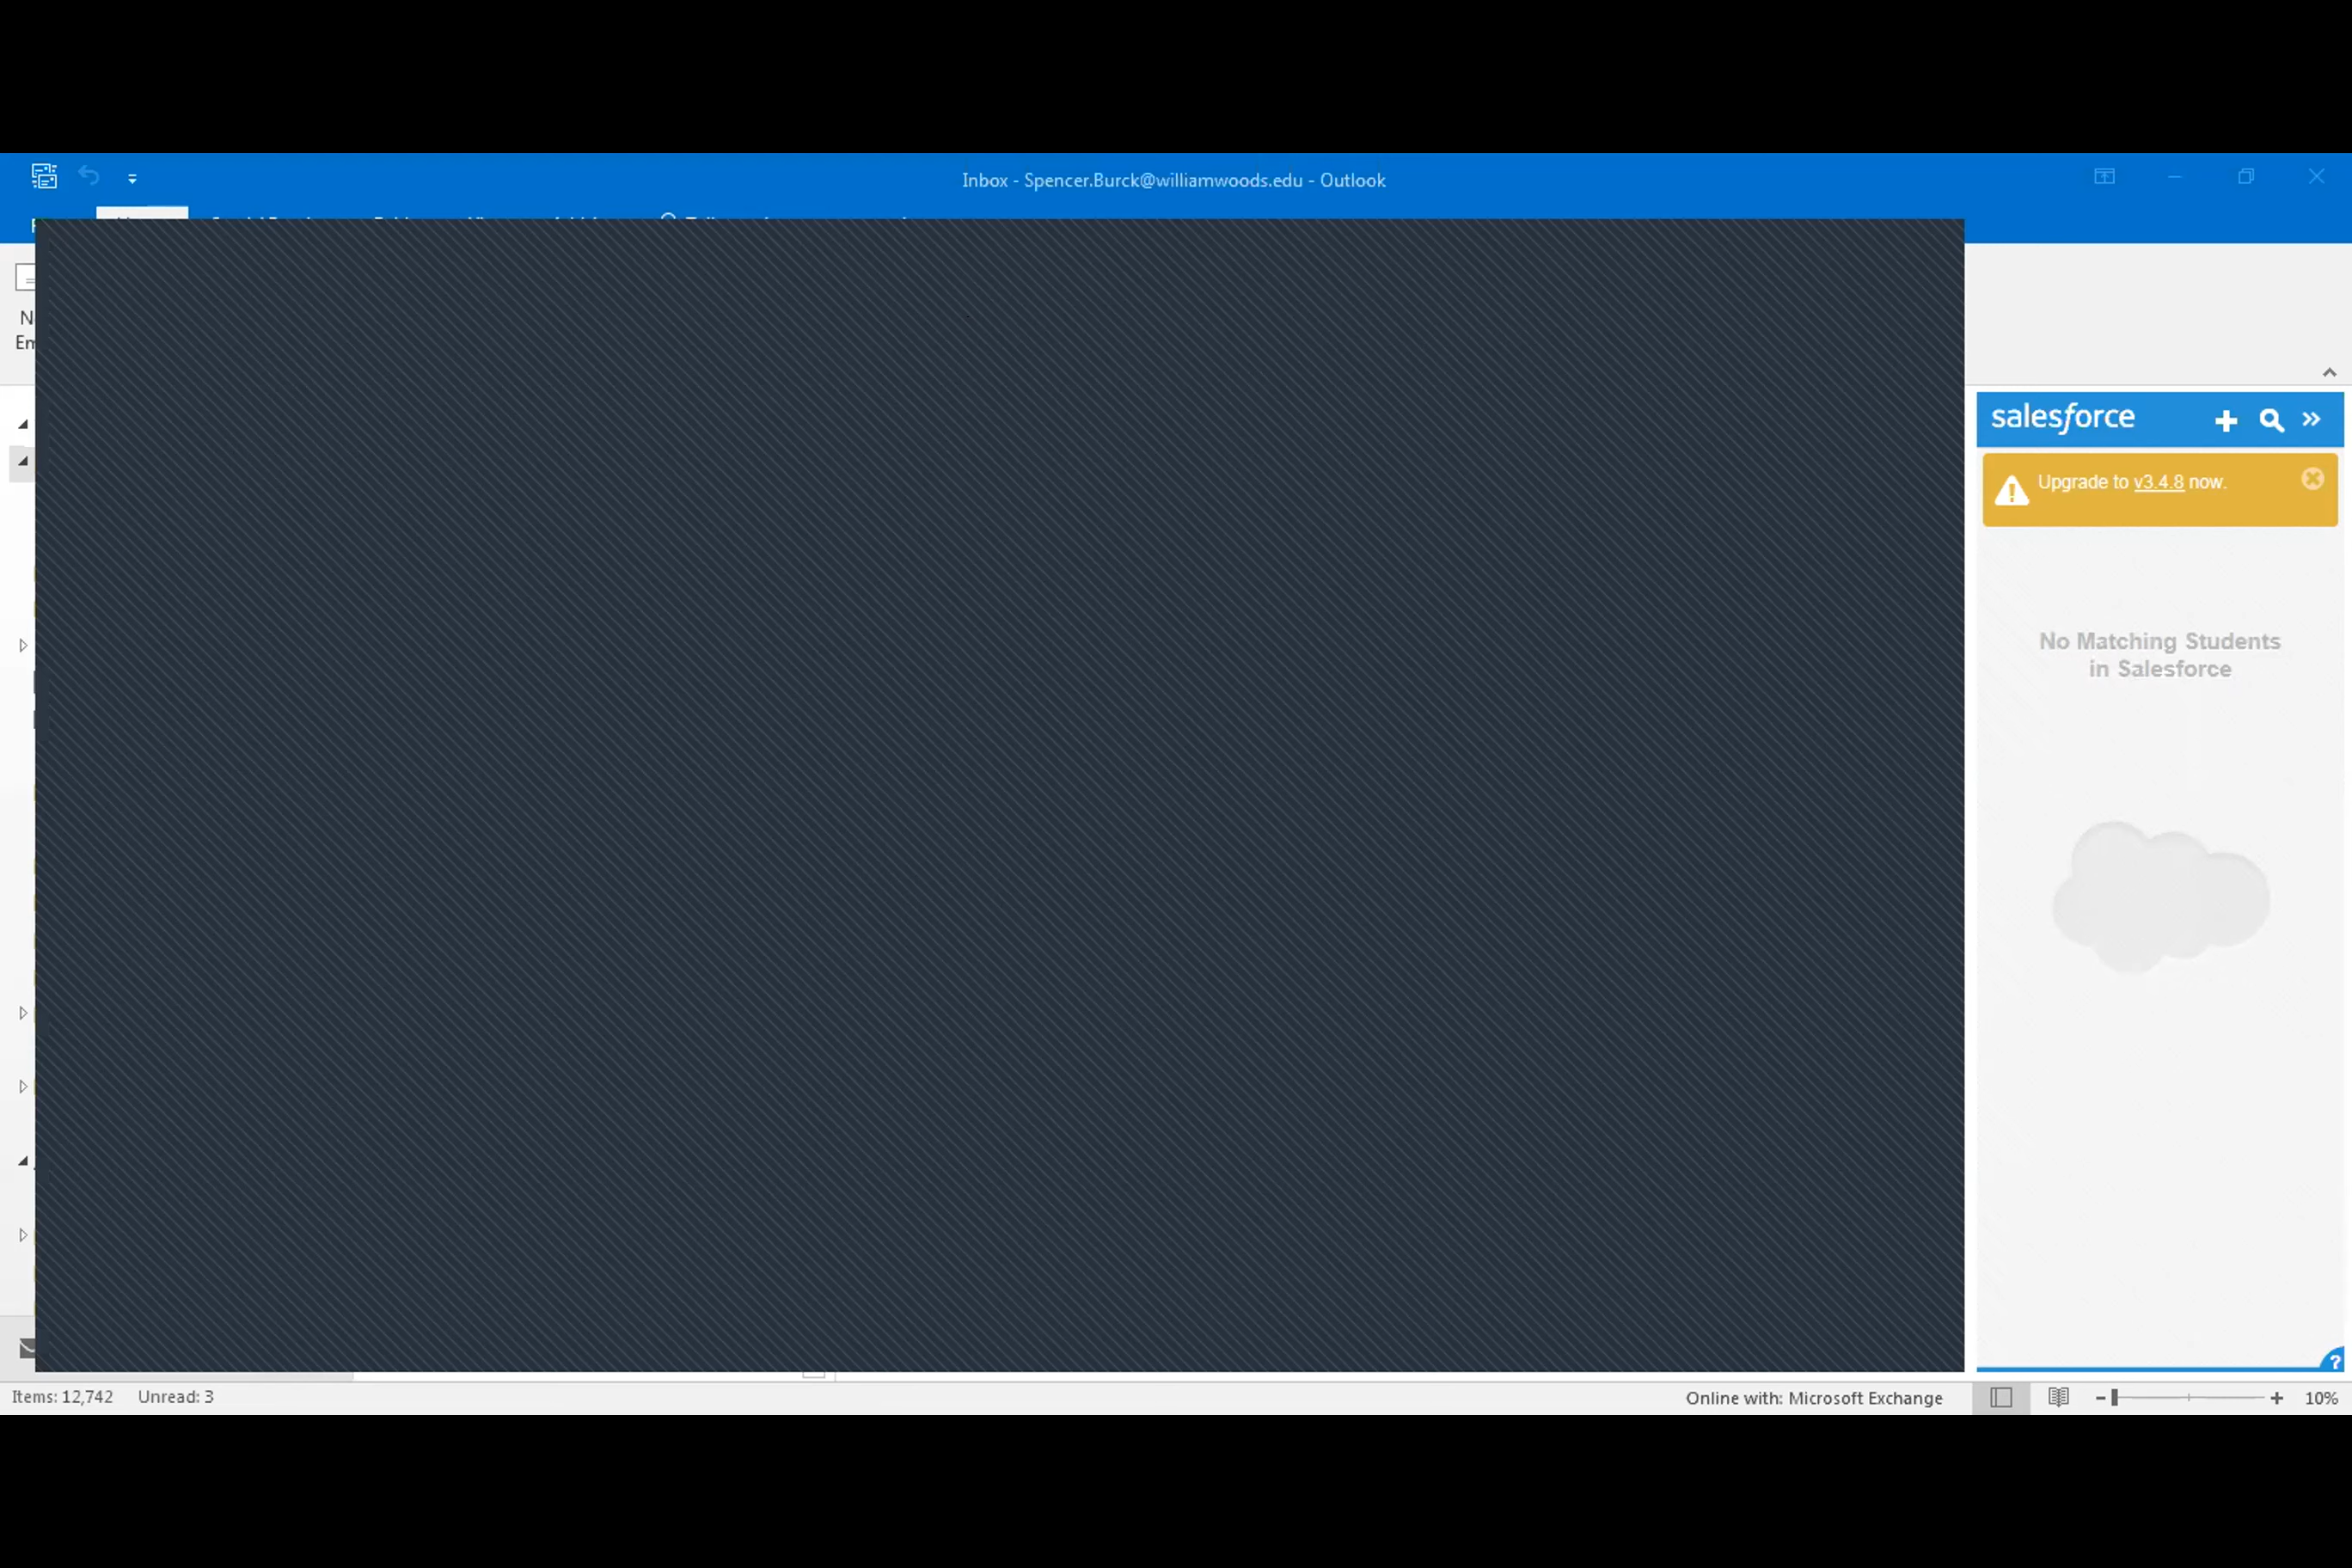 Inbox - Spencer.Burck@williamwoods.edu - Outlook
salesforce
Upgrade to v3.4.8 now.
No Matching Students
in Salesforce
Items: 12,742 Unread: 3
Online with: Microsoft Exchange
10%